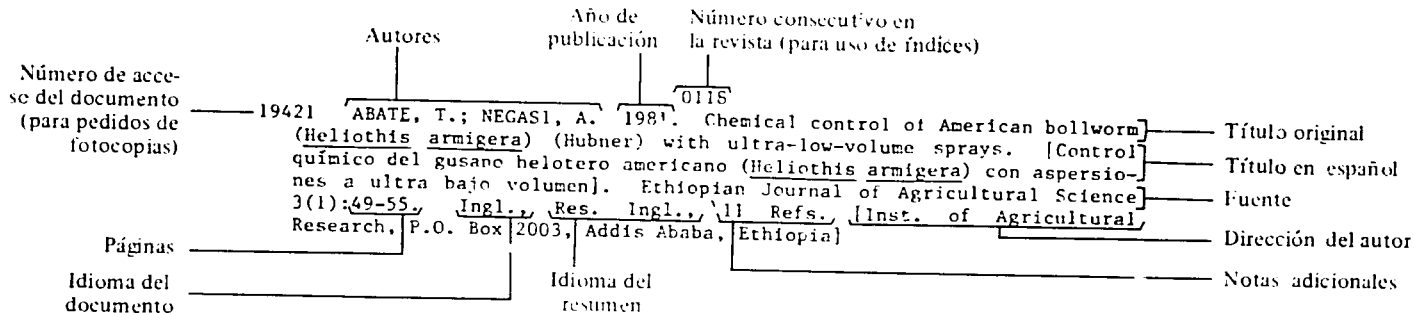 Autores
Año de
publicación
Número consecutivo en
la revista (para uso de índices)
Número de acce-
so del documento
(para pedidos de
fotocopias)
0118
19421 ABATE, T.; NEGASI, A. 1981. Chemical control of American bollworm
(Heliothis armigera) (Hubner) with ultra-low-volume sprays. [Control
químico del gusano helotero americano (Heliothis armigera) con aspersio-
nes a ultra bajo volumen]. Ethiopian Journal of Agricultural Science
3(1):49-55. Ingl., Res. Ingl., 11 Refs. [Inst. of Agricultural
Research, P.O. Box 2003, Addis Ababa, Ethiopia]
Título original
Título en español
Fuente
Dirección del autor
Notas adicionales
Páginas
Idioma del
documento
Idioma del
resumen